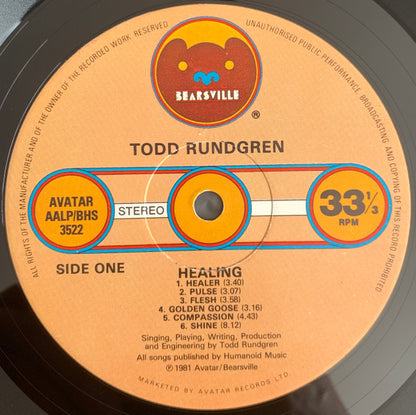 ALL RIGHTS OF THE MANUFACTURER AND OF THE OWNER OF THE RECORDED WORK RESERVED
UNAUTHORISED PUBLIC PERFORMANCE, BROADCASTING AND COPYING OF THIS RECORD PROHIBITED
BEARSVILLE
®
TODD RUNDGREN
AVATAR
AALP/BHS
3522
STEREO
33 1/3
RPM
SIDE ONE
HEALING
1. HEALER (3.40)
2. PULSE (3.07)
3. FLESH (3.58)
4. GOLDEN GOOSE (3.16)
5. COMPASSION (4.43)
6. SHINE (8.12)
Singing, Playing, Writing, Production
and Engineering by Todd Rundgren
All songs published by Humanoid Music
℗ 1981 Avatar/Bearsville
MARKETED BY AVATAR RECORDS LTD.